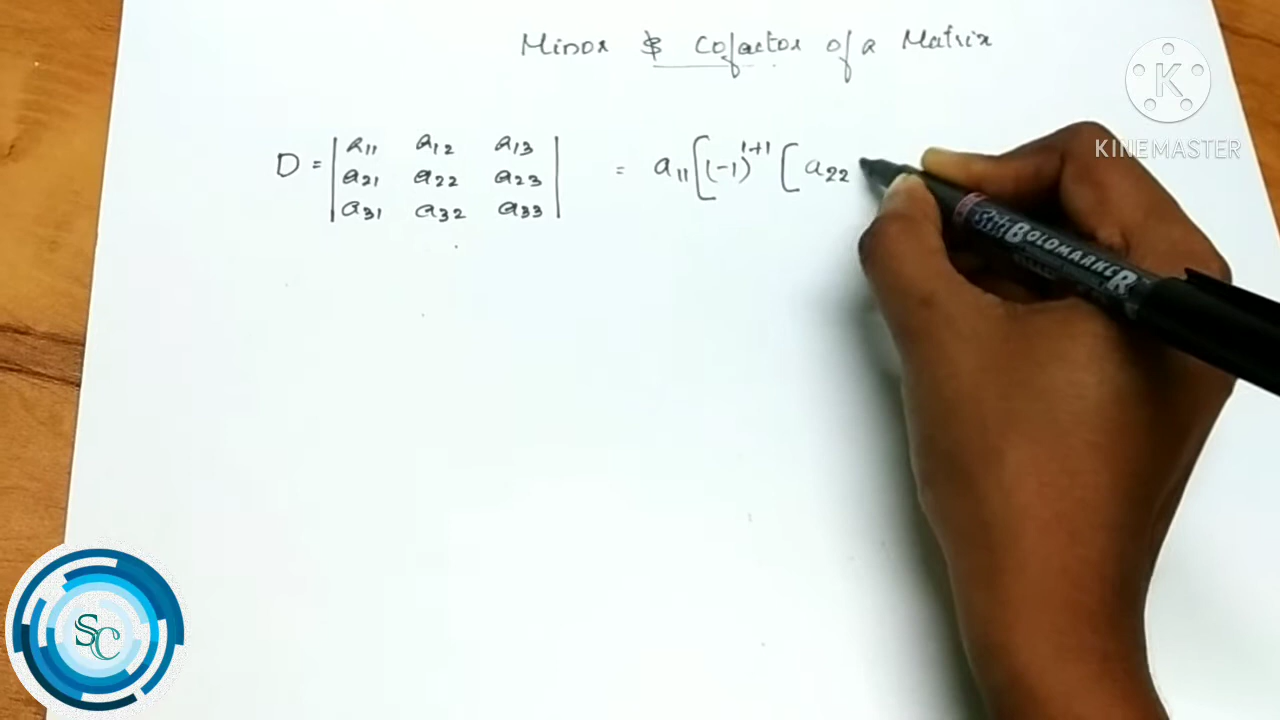 Minor & Cofactor of a Matrix
K
KINEMASTER
D = | a11 a12 a13 | = a11 [(-1)^1+1 [a22
| a21 a22 a23 |
| a31 a32 a33 |
BOLDMARKER
SC